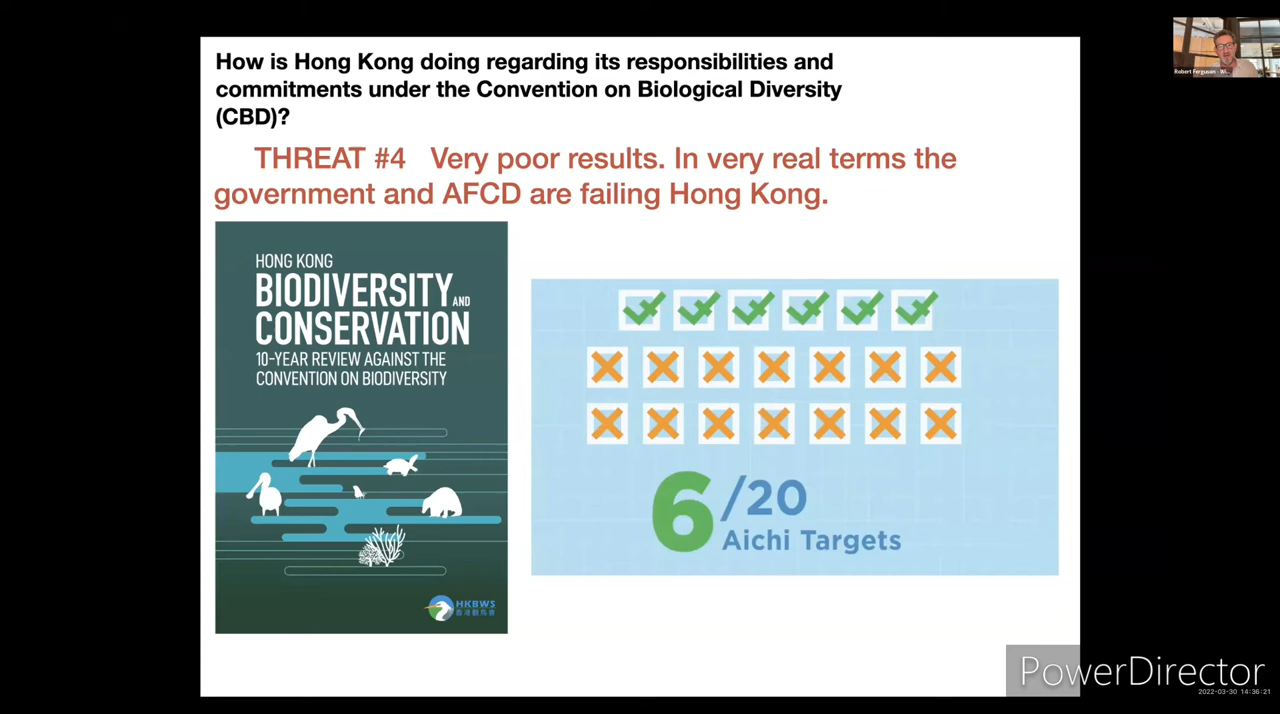 How is Hong Kong doing regarding its responsibilities and
commitments under the Convention on Biological Diversity
(CBD)?
THREAT #4 Very poor results. In very real terms the
government and AFCD are failing Hong Kong.
HONG KONG
BIODIVERSITY AND
CONSERVATION
10-YEAR REVIEW AGAINST THE
CONVENTION ON BIODIVERSITY
HKBWS
香港觀鳥會
6/20
Aichi Targets
Robert Ferguson - Wi...
PowerDirector
2022-03-30 14:36:21